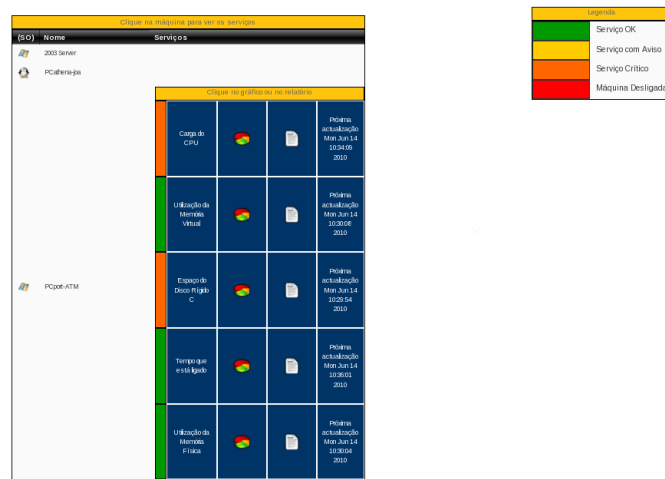 Clique na máquina para ver os serviços
(SO) Nome Serviços
2003 Server
PCathena-joa
Clique no gráfico ou no relatório
Carga do
CPU
Próxima
actualização
Mon Jun 14
10:34:09
2010
Utilização da
Memória
Virtual
Próxima
actualização
Mon Jun 14
10:30:08
2010
PCport-ATM
Espaço do
Disco Rígido
C
Próxima
actualização
Mon Jun 14
10:29:54
2010
Tempo que
está ligado
Próxima
actualização
Mon Jun 14
10:36:01
2010
Utilização da
Memória
Física
Próxima
actualização
Mon Jun 14
10:30:04
2010
Legenda
Serviço OK
Serviço com Aviso
Serviço Crítico
Máquina Desligada